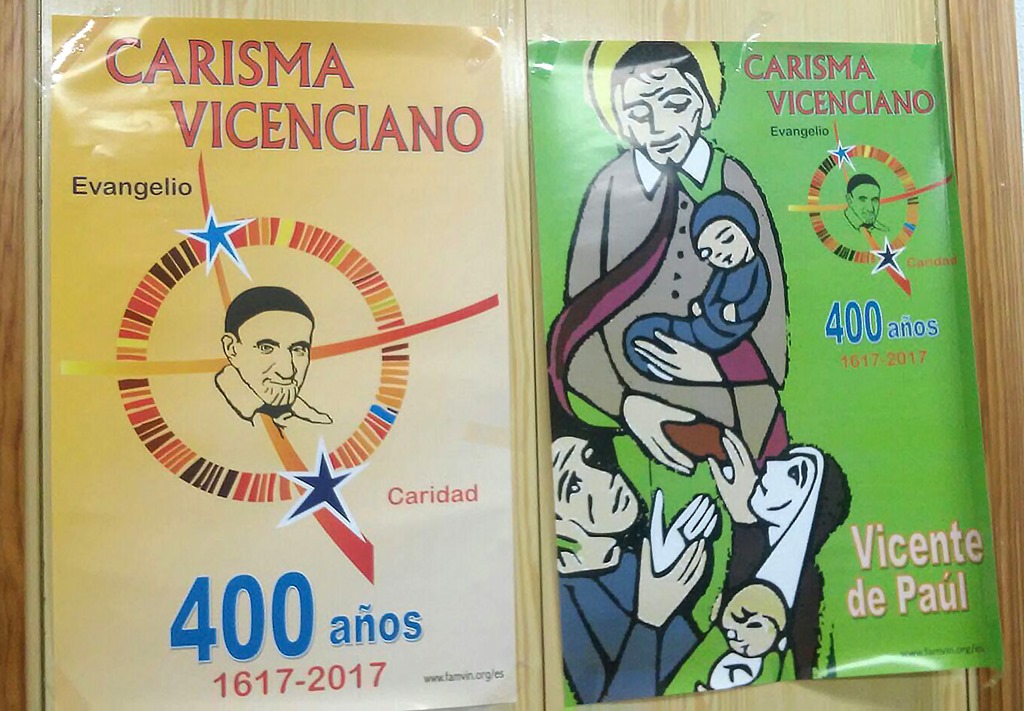 CARISMA
VICENCIANO
Evangelio
Caridad
400 años
1617-2017
www.famvin.org/es
CARISMA
VICENCIANO
Evangelio
Caridad
400 años
1617-2017
Vicente
de Paúl
www.famvin.org/es